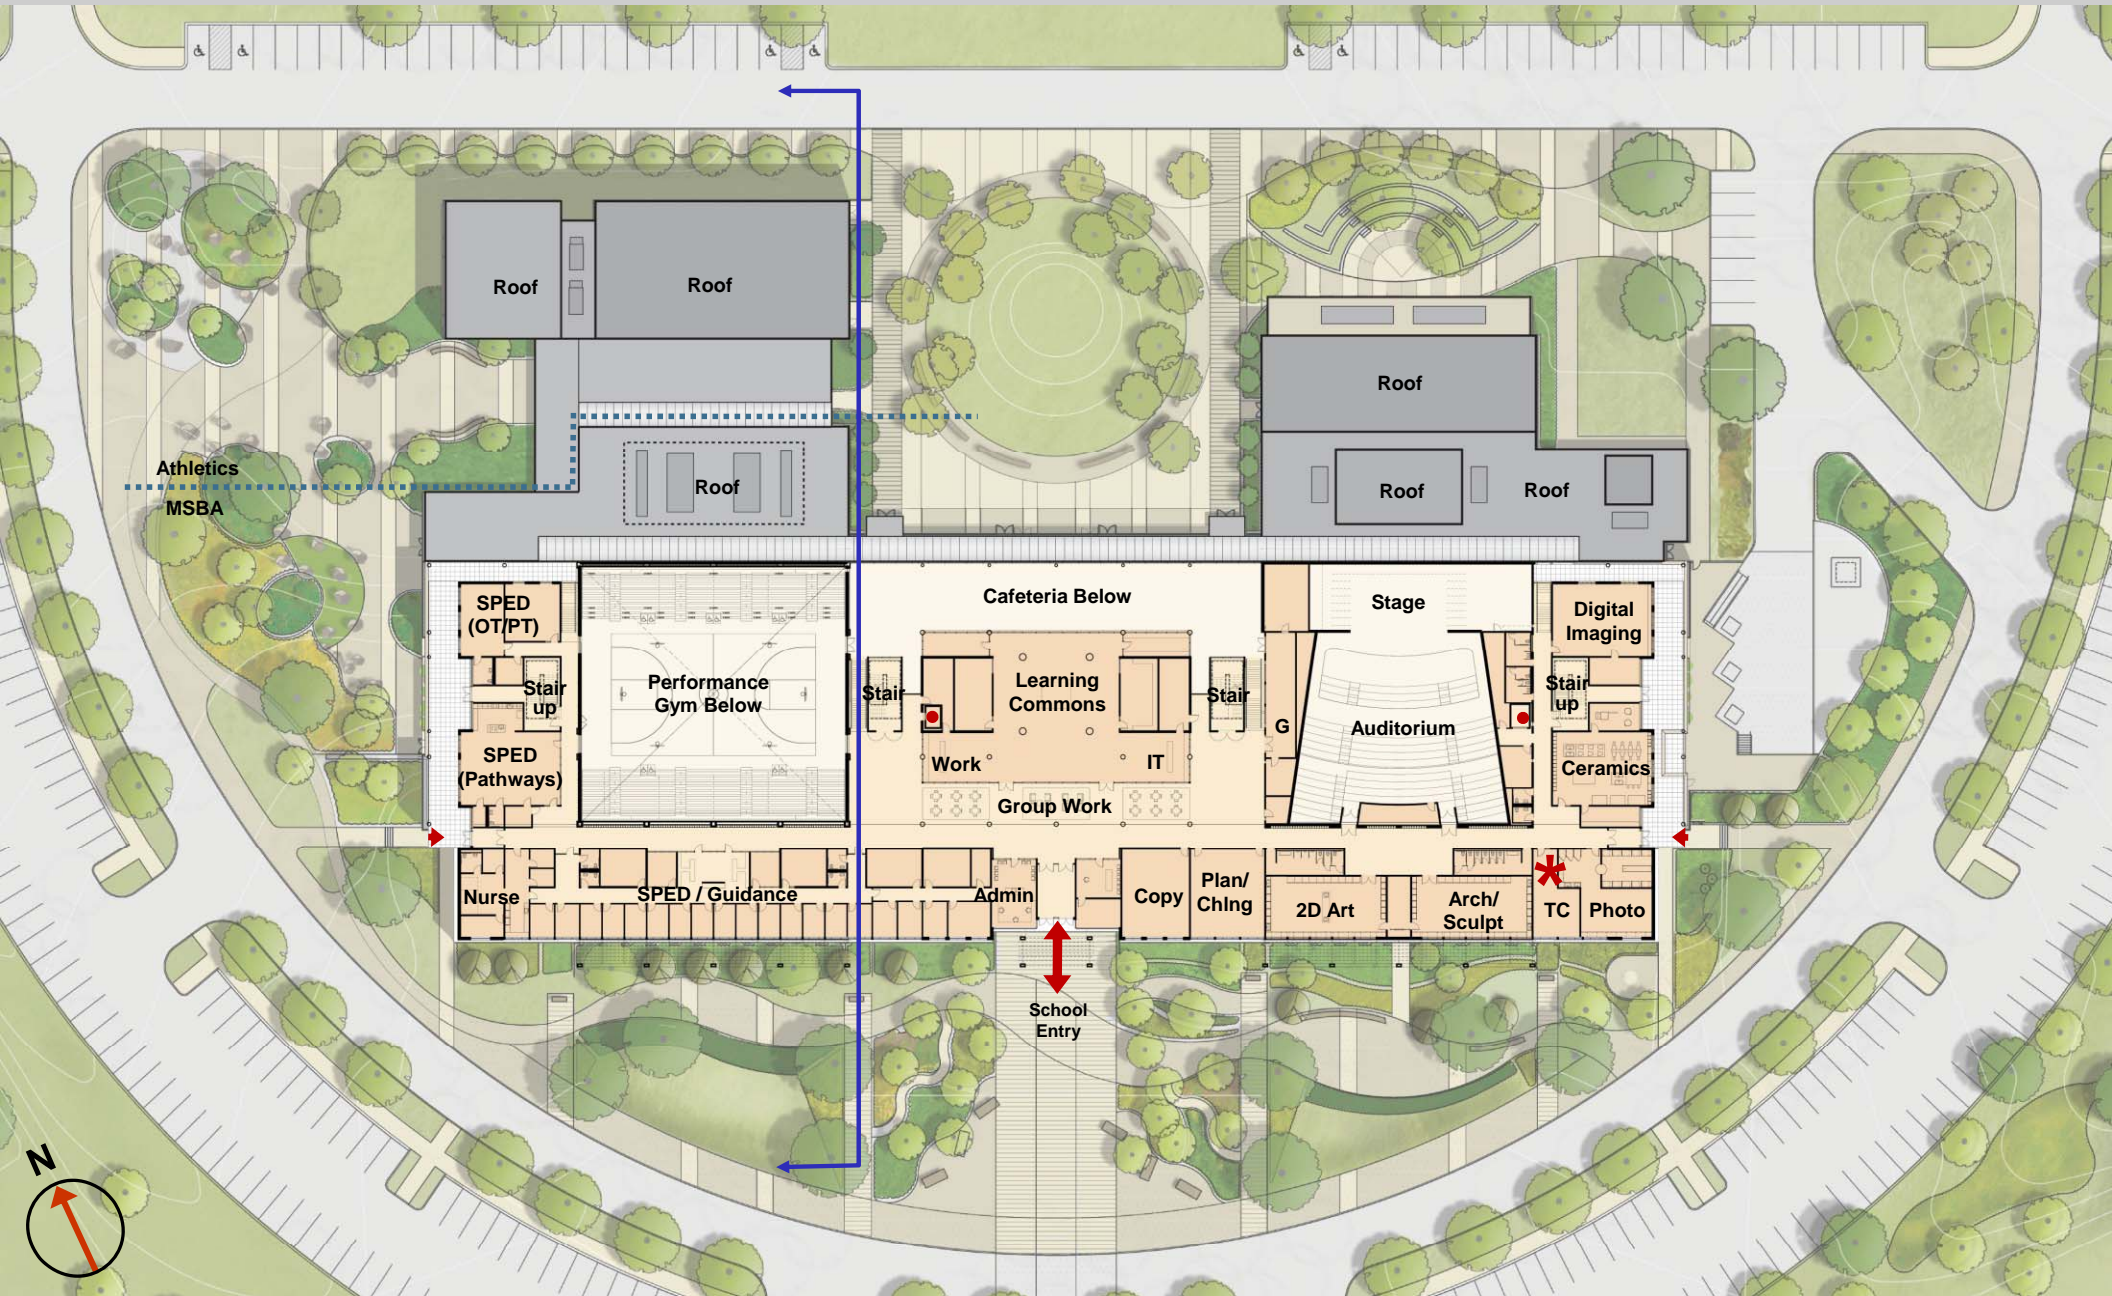 Roof
Roof
Roof
Athletics
MSBA
Roof
Roof
Roof
SPED
(OT/PT)
Cafeteria Below
Stage
Digital
Imaging
Stair
up
Performance
Gym Below
Stair
Learning
Commons
Stair
G
Auditorium
Stair
up
SPED
(Pathways)
Work
IT
Ceramics
Group Work
Nurse
SPED / Guidance
Admin
Copy
Plan/
Chlng
2D Art
Arch/
Sculpt
*
TC
Photo
School
Entry
N